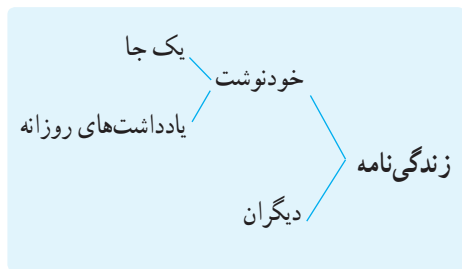 یک جا
خودنوشت
یادداشت‌های روزانه
زندگی‌نامه
دیگران